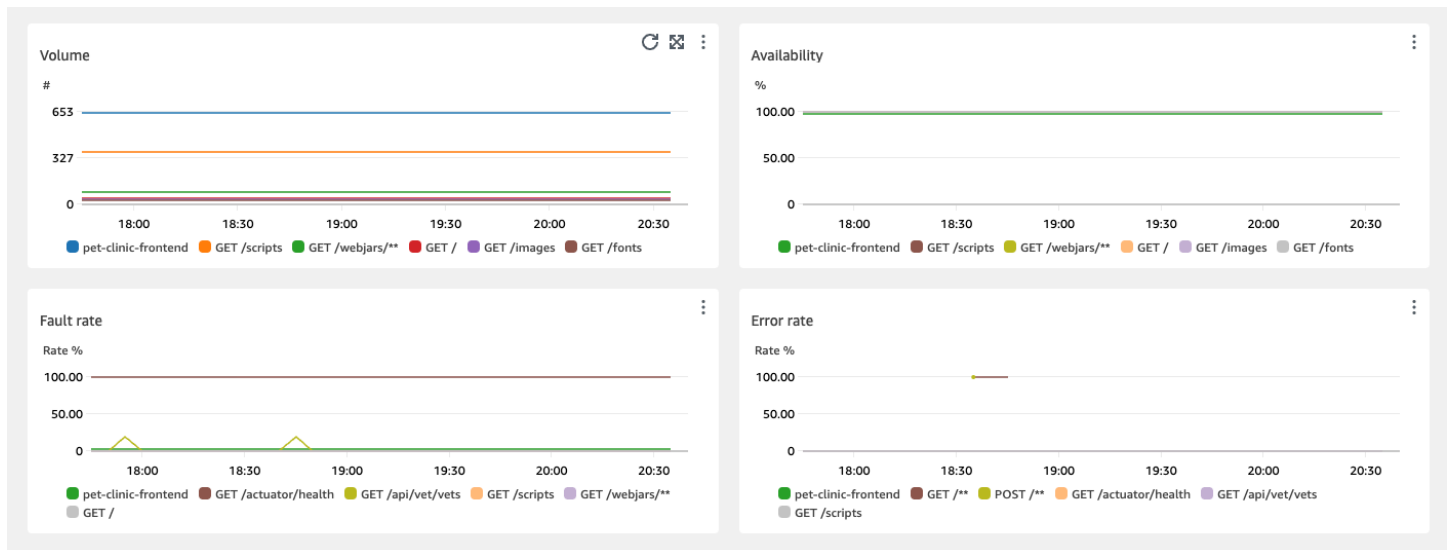 Volume
#
653
327
0
18:00 18:30 19:00 19:30 20:00 20:30
pet-clinic-frontend GET /scripts GET /webjars/** GET / GET /images GET /fonts
Availability
%
100.00
50.00
0
18:00 18:30 19:00 19:30 20:00 20:30
pet-clinic-frontend GET /scripts GET /webjars/** GET / GET /images GET /fonts
Fault rate
Rate %
100.00
50.00
0
18:00 18:30 19:00 19:30 20:00 20:30
pet-clinic-frontend GET /actuator/health GET /api/vet/vets GET /scripts GET /webjars/**
GET /
Error rate
Rate %
100.00
50.00
0
18:00 18:30 19:00 19:30 20:00 20:30
pet-clinic-frontend GET /** POST /** GET /actuator/health GET /api/vet/vets
GET /scripts